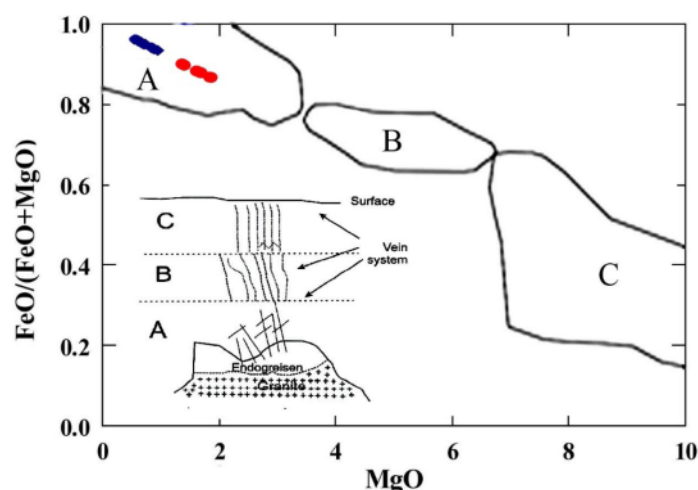 1.0
0.8
0.6
0.4
0.2
0.0
FeO/(FeO+MgO)
A
B
C
Surface
C
Vein
system
B
A
Endogreisen
Granite
0
2
4
6
8
10
MgO